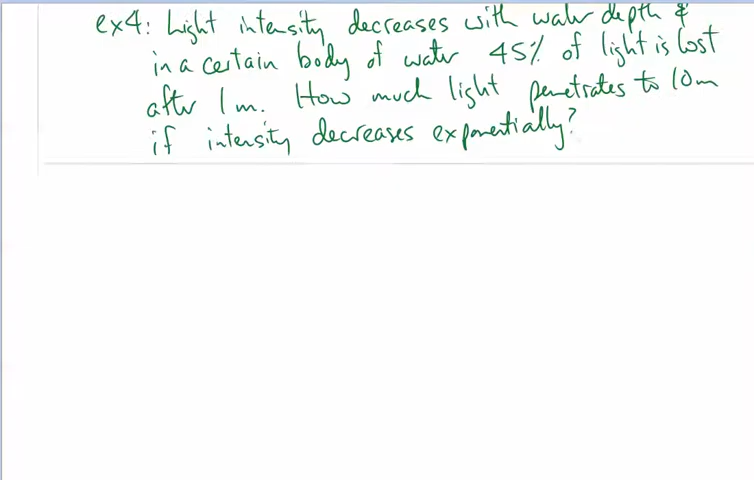 ex4: Light intensity decreases with water depth &
in a certain body of water 45% of light is lost
after 1m. How much light penetrates to 10m
if intensity decreases exponentially?